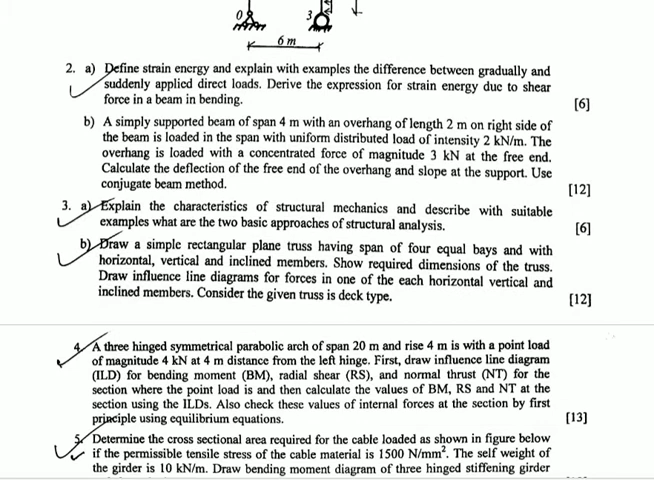 0
3
6 m
2. a) Define strain energy and explain with examples the difference between gradually and
suddenly applied direct loads. Derive the expression for strain energy due to shear
force in a beam in bending. [6]
b) A simply supported beam of span 4 m with an overhang of length 2 m on right side of
the beam is loaded in the span with uniform distributed load of intensity 2 kN/m. The
overhang is loaded with a concentrated force of magnitude 3 kN at the free end.
Calculate the deflection of the free end of the overhang and slope at the support. Use
conjugate beam method. [12]
3. a) Explain the characteristics of structural mechanics and describe with suitable
examples what are the two basic approaches of structural analysis. [6]
b) Draw a simple rectangular plane truss having span of four equal bays and with
horizontal, vertical and inclined members. Show required dimensions of the truss.
Draw influence line diagrams for forces in one of the each horizontal vertical and
inclined members. Consider the given truss is deck type. [12]
4. A three hinged symmetrical parabolic arch of span 20 m and rise 4 m is with a point load
of magnitude 4 kN at 4 m distance from the left hinge. First, draw influence line diagram
(ILD) for bending moment (BM), radial shear (RS), and normal thrust (NT) for the
section where the point load is and then calculate the values of BM, RS and NT at the
section using the ILDs. Also check these values of internal forces at the section by first
principle using equilibrium equations. [13]
5. Determine the cross sectional area required for the cable loaded as shown in figure below
if the permissible tensile stress of the cable material is 1500 N/mm². The self weight of
the girder is 10 kN/m. Draw bending moment diagram of three hinged stiffening girder